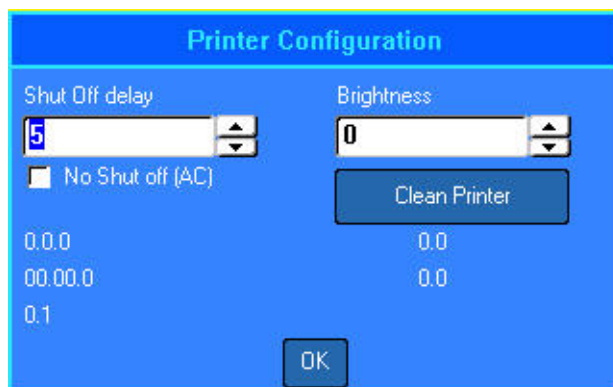 Printer Configuration
Shut Off delay
Brightness
5
0
No Shut off (AC)
Clean Printer
0.0.0
0.0
00.00.0
0.0
0.1
OK